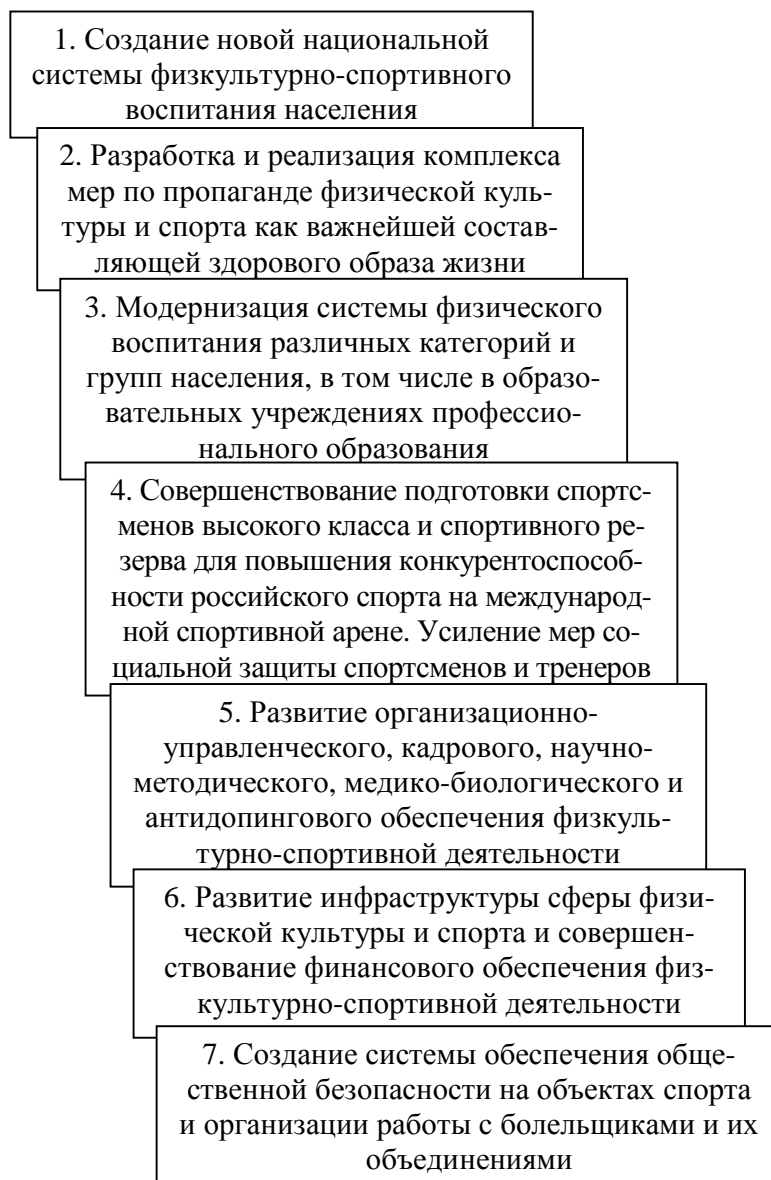 1. Создание новой национальной
системы физкультурно-спортивного
воспитания населения
2. Разработка и реализация комплекса
мер по пропаганде физической куль-
туры и спорта как важнейшей состав-
ляющей здорового образа жизни
3. Модернизация системы физического
воспитания различных категорий и
групп населения, в том числе в образо-
вательных учреждениях профессио-
нального образования
4. Совершенствование подготовки спортс-
менов высокого класса и спортивного ре-
зерва для повышения конкурентоспособ-
ности российского спорта на международ-
ной спортивной арене. Усиление мер со-
циальной защиты спортсменов и тренеров
5. Развитие организационно-
управленческого, кадрового, научно-
методического, медико-биологического и
антидопингового обеспечения физкуль-
турно-спортивной деятельности
6. Развитие инфраструктуры сферы физи-
ческой культуры и спорта и совершен-
ствование финансового обеспечения физ-
культурно-спортивной деятельности
7. Создание системы обеспечения обще-
ственной безопасности на объектах спорта
и организации работы с болельщиками и их
объединениями